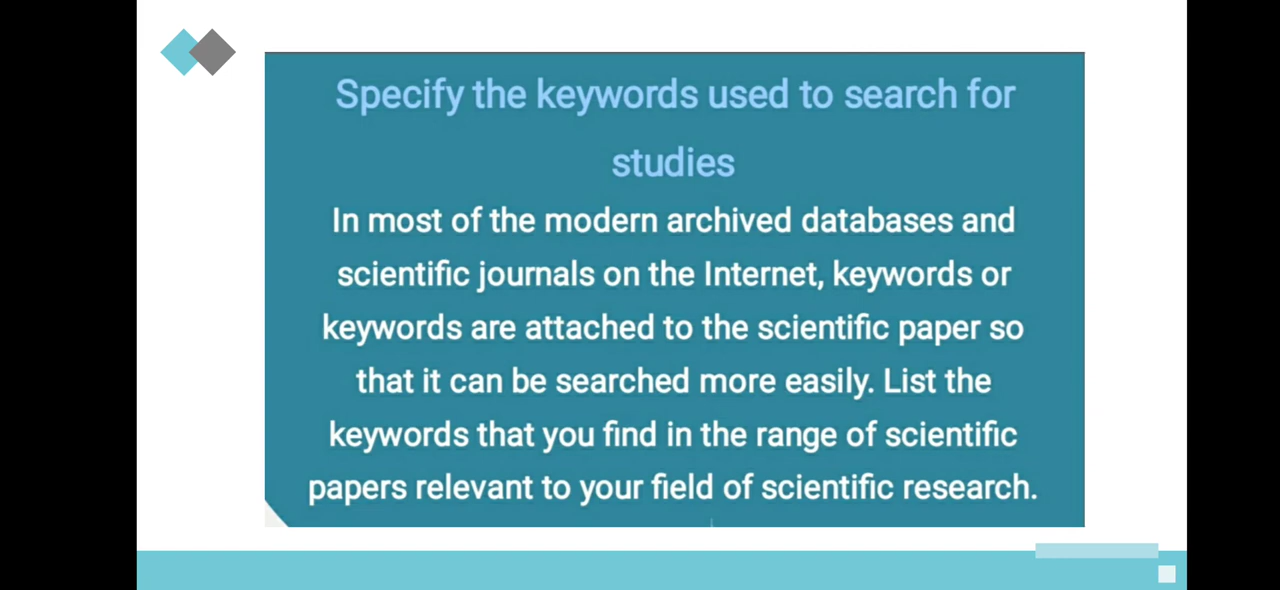 Specify the keywords used to search for
studies
In most of the modern archived databases and
scientific journals on the Internet, keywords or
keywords are attached to the scientific paper so
that it can be searched more easily. List the
keywords that you find in the range of scientific
papers relevant to your field of scientific research.